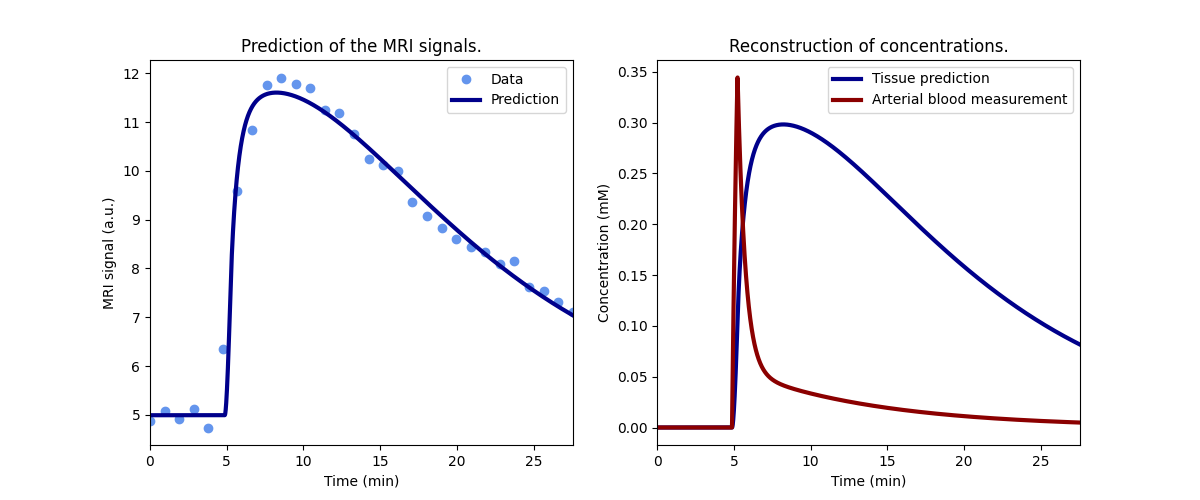 Prediction of the MRI signals.
MRI signal (a.u.)
12
11
10
9
8
7
6
5
0
5
10
15
20
25
Time (min)
Data
Prediction
Reconstruction of concentrations.
Concentration (mM)
0.35
0.30
0.25
0.20
0.15
0.10
0.05
0.00
0
5
10
15
20
25
Time (min)
Tissue prediction
Arterial blood measurement